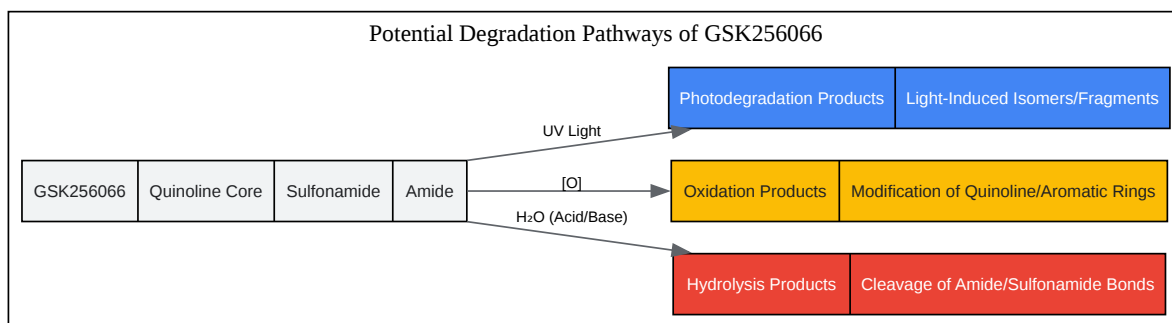 Potential Degradation Pathways of GSK256066
Photodegradation Products
Light-Induced Isomers/Fragments
UV Light
GSK256066
Quinoline Core
Sulfonamide
Amide
[O]
Oxidation Products
Modification of Quinoline/Aromatic Rings
H₂O (Acid/Base)
Hydrolysis Products
Cleavage of Amide/Sulfonamide Bonds